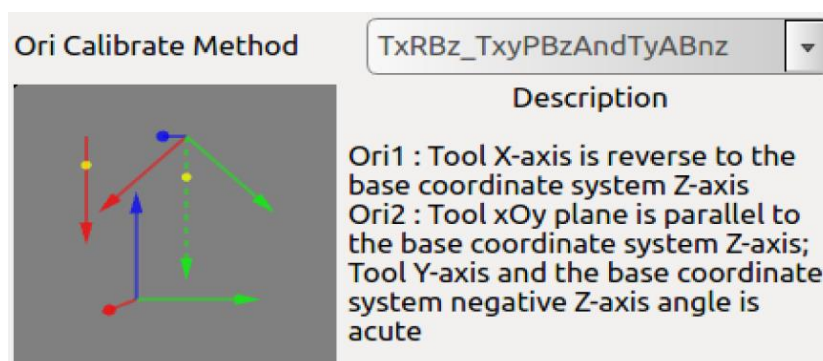 Ori Calibrate Method
TxRBz_TxyPBzAndTyABnz
Description
Ori1 : Tool X-axis is reverse to the
base coordinate system Z-axis
Ori2 : Tool xOy plane is parallel to
the base coordinate system Z-axis;
Tool Y-axis and the base coordinate
system negative Z-axis angle is
acute